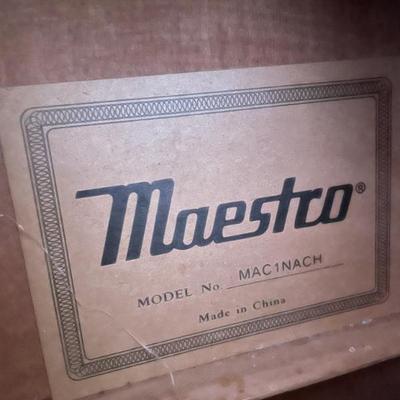 Maestro®
MODEL No. MAC1NACH
Made in China